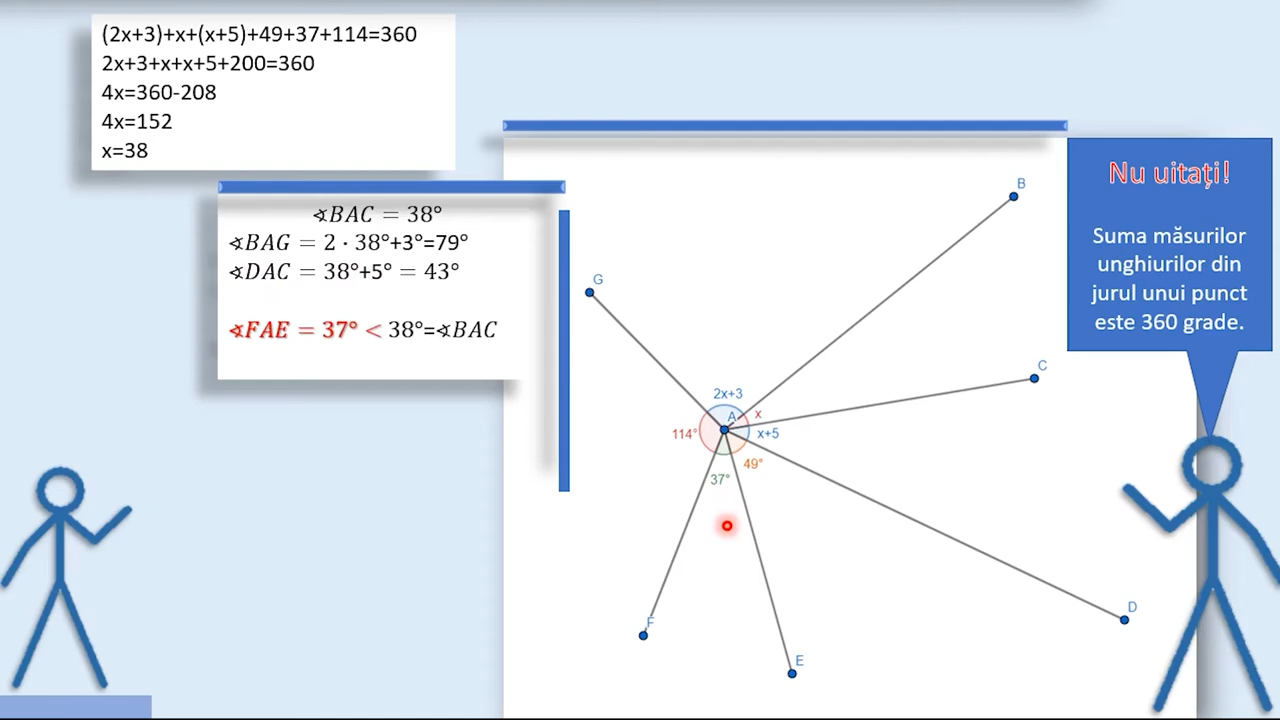 (2x+3)+x+(x+5)+49+37+114=360
2x+3+x+x+5+200=360
4x=360-208
4x=152
x=38
∢BAC = 38°
∢BAG = 2 · 38°+3°=79°
∢DAC = 38°+5° = 43°
∢FAE = 37° < 38°=∢BAC
Nu uitați!
Suma măsurilor
unghiurilor din
jurul unui punct
este 360 grade.
B
G
C
2x+3
A
x
114°
x+5
49°
37°
F
D
E